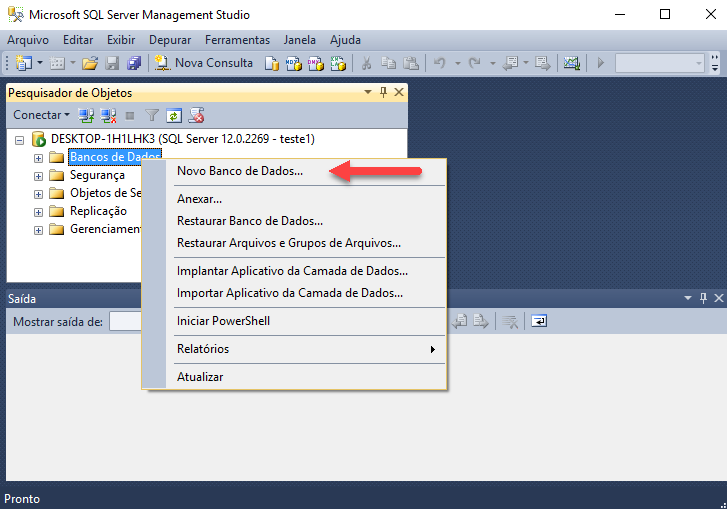 Microsoft SQL Server Management Studio
Arquivo Editar Exibir Depurar Ferramentas Janela Ajuda
Nova Consulta
Pesquisador de Objetos
Conectar
DESKTOP-1H1LHK3 (SQL Server 12.0.2269 - teste1)
Bancos de Dados
Segurança
Objetos de Se
Replicação
Gerenciamen
Novo Banco de Dados...
Anexar...
Restaurar Banco de Dados...
Restaurar Arquivos e Grupos de Arquivos...
Implantar Aplicativo da Camada de Dados...
Importar Aplicativo da Camada de Dados...
Iniciar PowerShell
Relatórios
Atualizar
Saída
Mostrar saída de:
Pronto